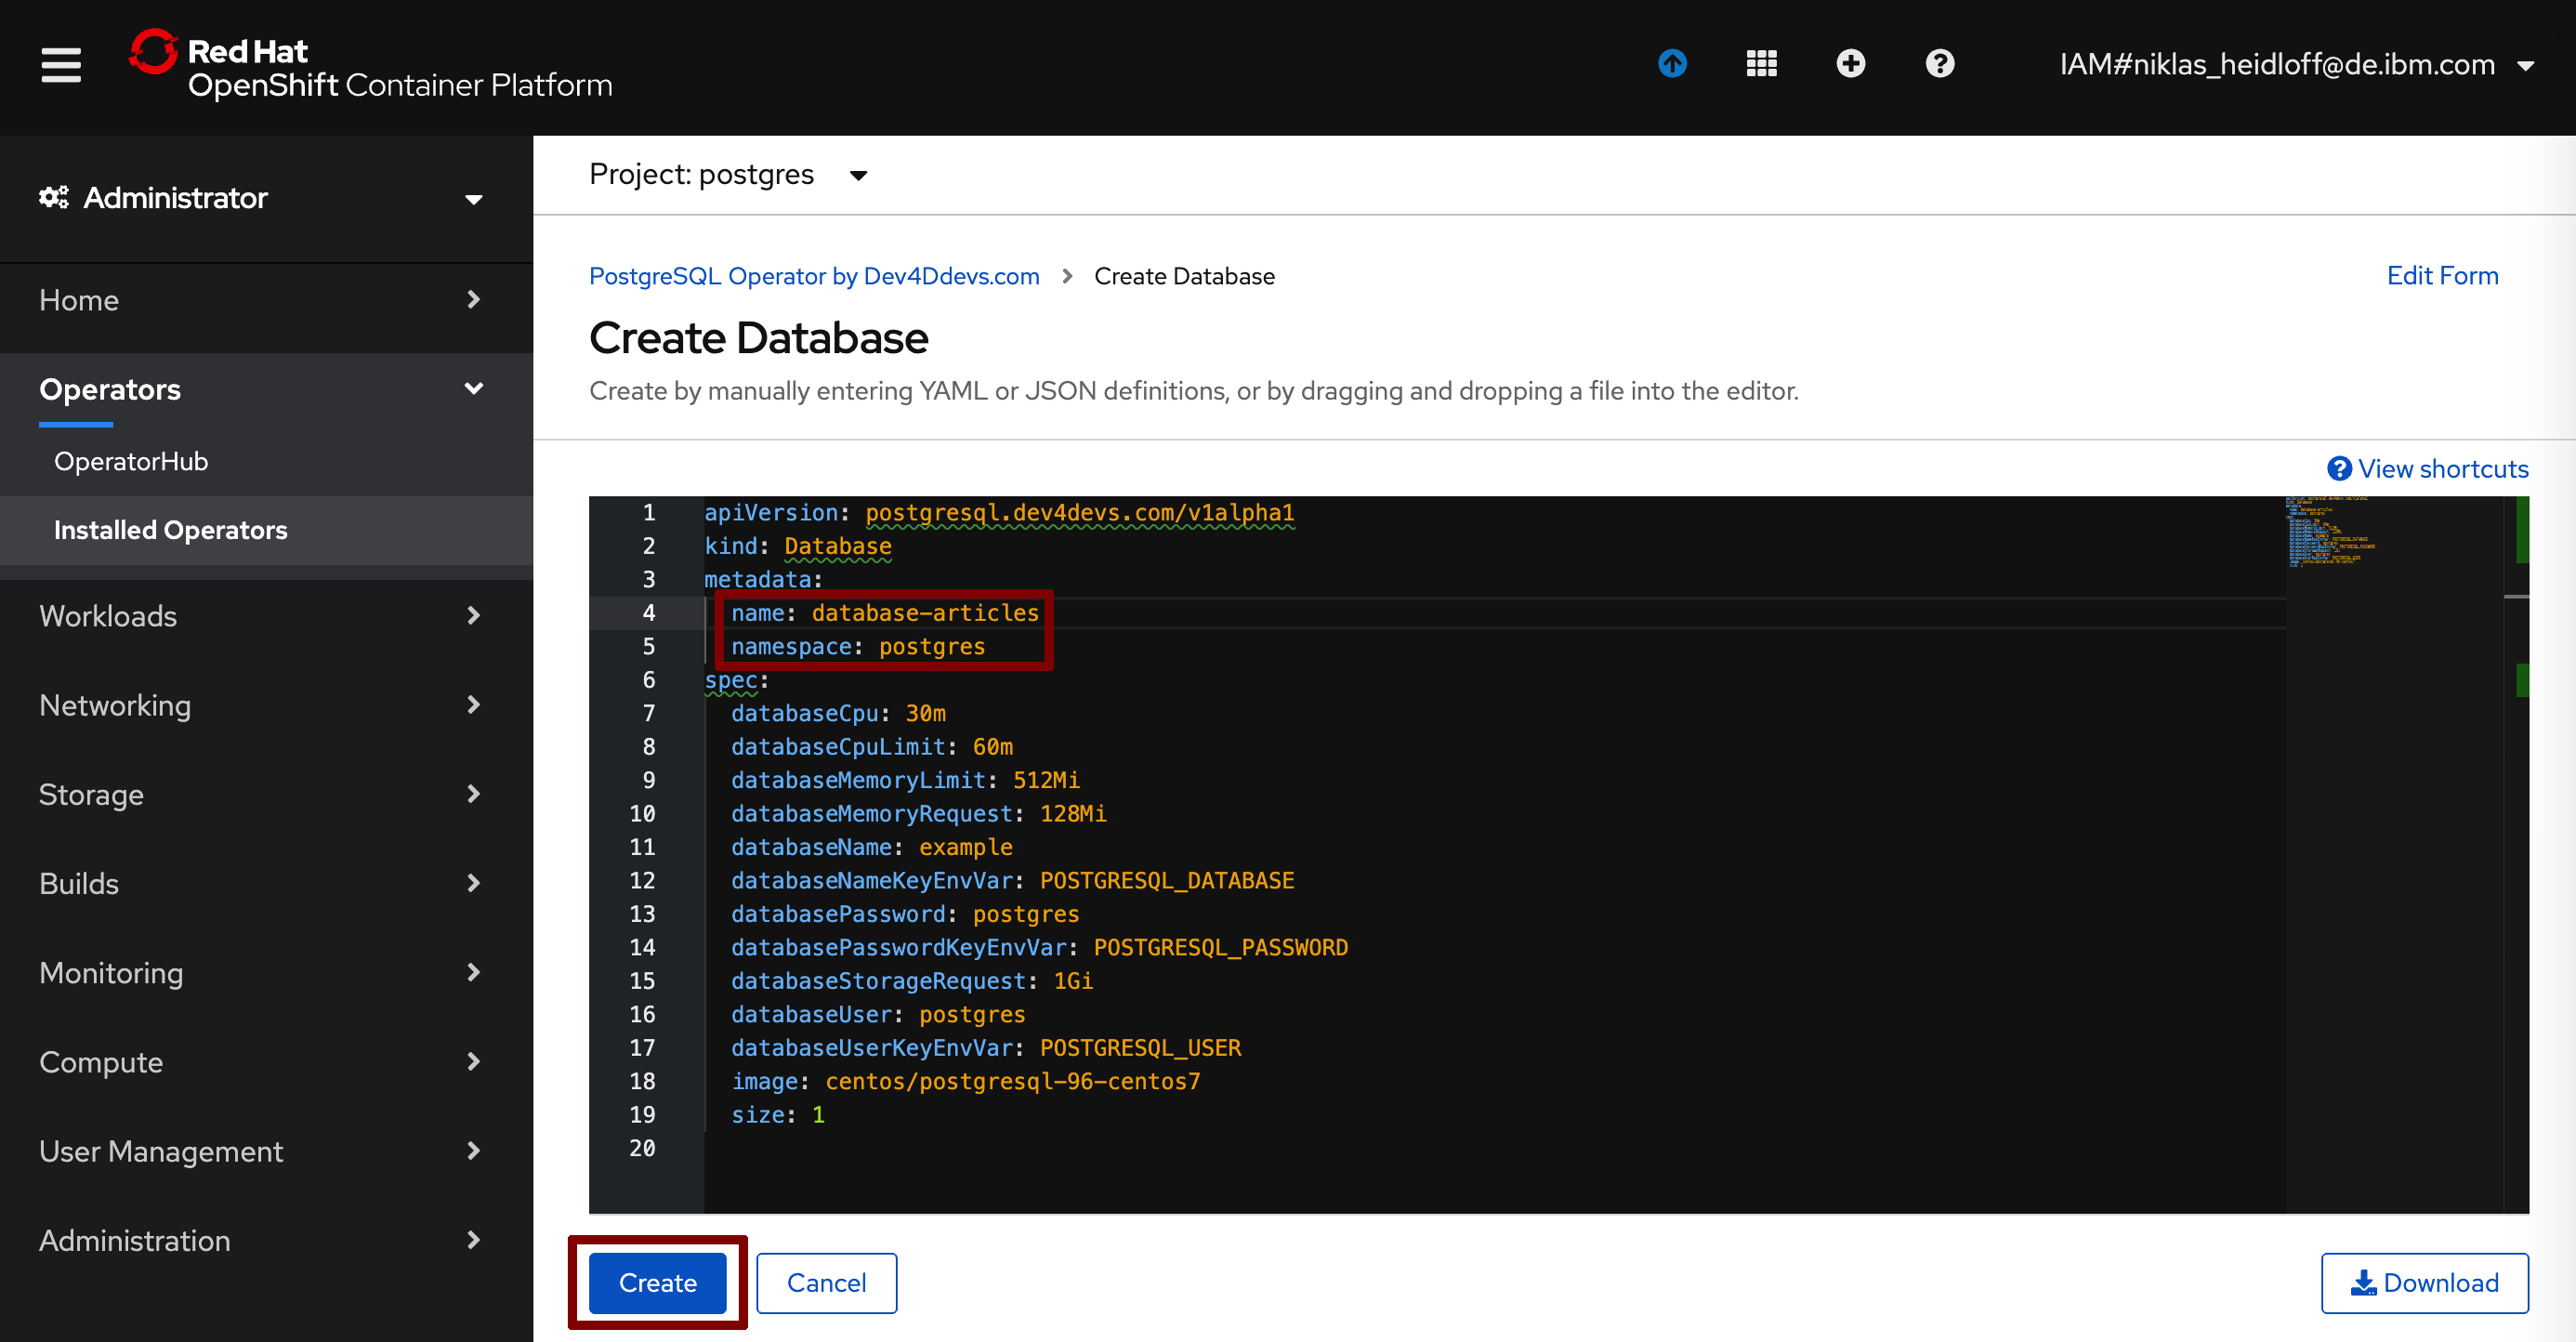 Red Hat
OpenShift Container Platform
IAM#niklas_heidloff@de.ibm.com
Administrator
Home
Operators
OperatorHub
Installed Operators
Workloads
Networking
Storage
Builds
Monitoring
Compute
User Management
Administration
Project: postgres
PostgreSQL Operator by Dev4Ddevs.com > Create Database
Edit Form
Create Database
Create by manually entering YAML or JSON definitions, or by dragging and dropping a file into the editor.
View shortcuts
1 apiVersion: postgresql.dev4devs.com/v1alpha1
2 kind: Database
3 metadata:
4 name: database-articles
5 namespace: postgres
6 spec:
7 databaseCpu: 30m
8 databaseCpuLimit: 60m
9 databaseMemoryLimit: 512Mi
10 databaseMemoryRequest: 128Mi
11 databaseName: example
12 databaseNameKeyEnvVar: POSTGRESQL_DATABASE
13 databasePassword: postgres
14 databasePasswordKeyEnvVar: POSTGRESQL_PASSWORD
15 databaseStorageRequest: 1Gi
16 databaseUser: postgres
17 databaseUserKeyEnvVar: POSTGRESQL_USER
18 image: centos/postgresql-96-centos7
19 size: 1
20
Create
Cancel
Download